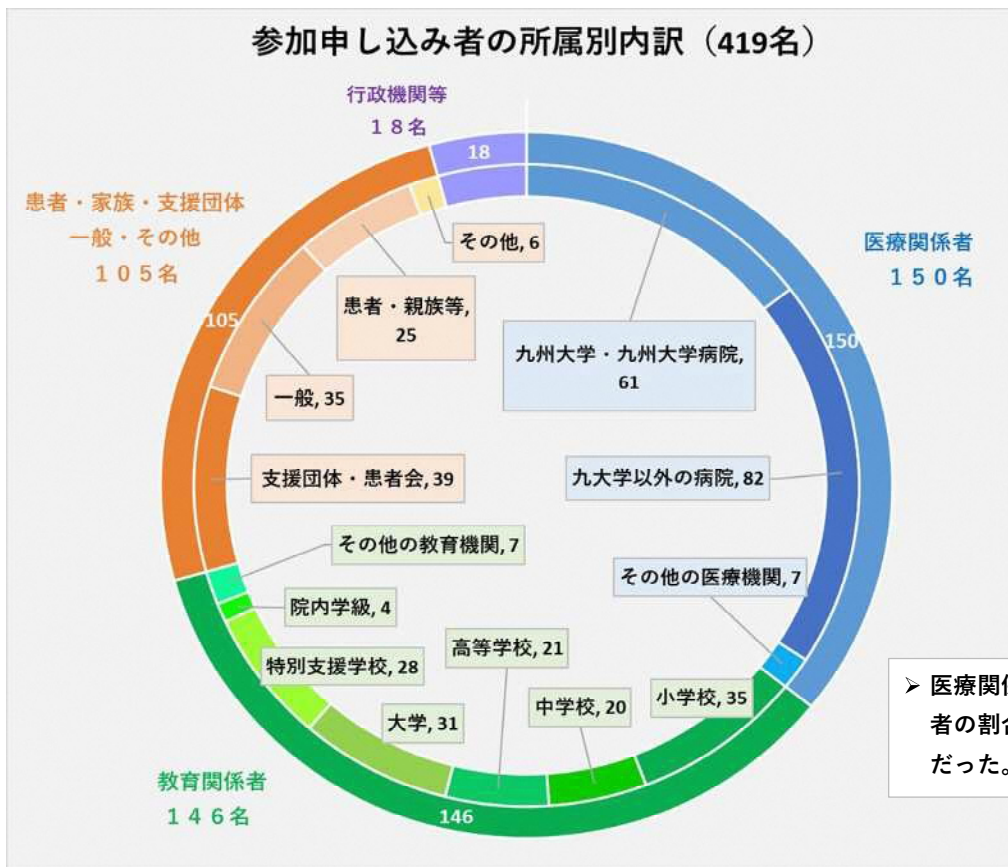 参加申し込み者の所属別内訳（419名）
行政機関等
１８名
18
患者・家族・支援団体
一般・その他
１０５名
105
医療関係者
１５０名
150
その他, 6
患者・親族等,
25
九州大学・九州大学病院,
61
一般, 35
支援団体・患者会, 39
九大学以外の病院, 82
その他の教育機関, 7
その他の医療機関, 7
院内学級, 4
高等学校, 21
特別支援学校, 28
小学校, 35
中学校, 20
大学, 31
教育関係者
１４６名
146
➢ 医療関係
者の割合
だった。